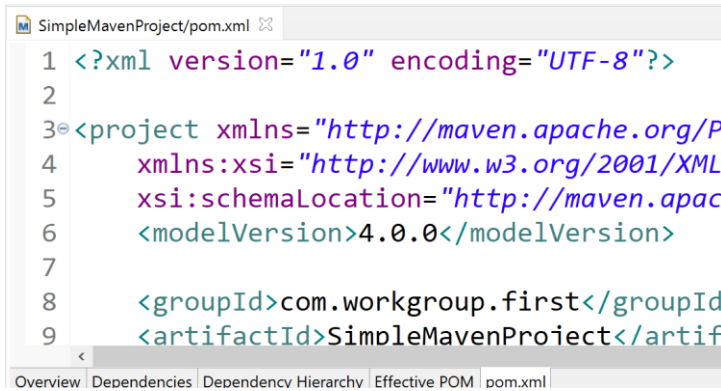 SimpleMavenProject/pom.xml
1 <?xml version="1.0" encoding="UTF-8"?>
2
3 <project xmlns="http://maven.apache.org/P
4 xmlns:xsi="http://www.w3.org/2001/XML
5 xsi:schemaLocation="http://maven.apac
6 <modelVersion>4.0.0</modelVersion>
7
8 <groupId>com.workgroup.first</groupId
9 <artifactId>SimpleMavenProject</artif
Overview Dependencies Dependency Hierarchy Effective POM pom.xml